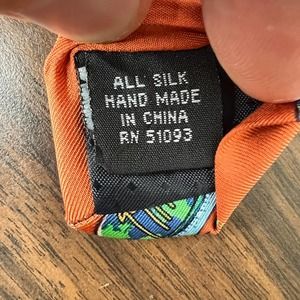 ALL SILK
HAND MADE
IN CHINA
RN 51093